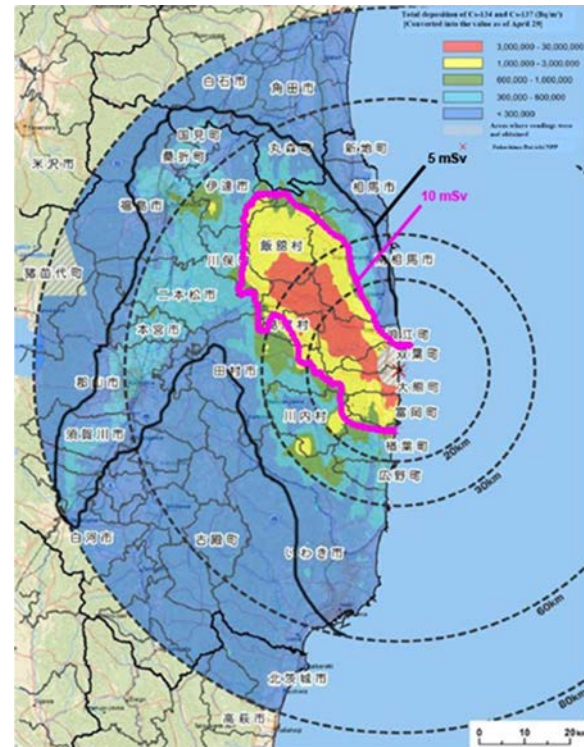 Total deposition of Cs-134 and Cs-137 (Bq/m²)
[Converted into the value as of April 29]
3,000,000 - 30,000,000
1,000,000 - 3,000,000
600,000 - 1,000,000
300,000 - 600,000
< 300,000
Areas where readings were
not obtained
Fukushima Dai-ichi NPP
5 mSv
10 mSv
白石市
角田市
国見町
桑折町
丸森町
新地町
米沢市
伊達市
相馬市
福島市
飯舘村
川俣
相馬市
猪苗代町
二本松市
村
江町
本宮市
双葉町
田村市
大熊町
郡山市
川内村
富岡町
須賀川市
楢葉町
広野町
20km
30km
白河市
古殿町
いわき市
60km
北茨城市
80km
高萩市
0 10 20 k